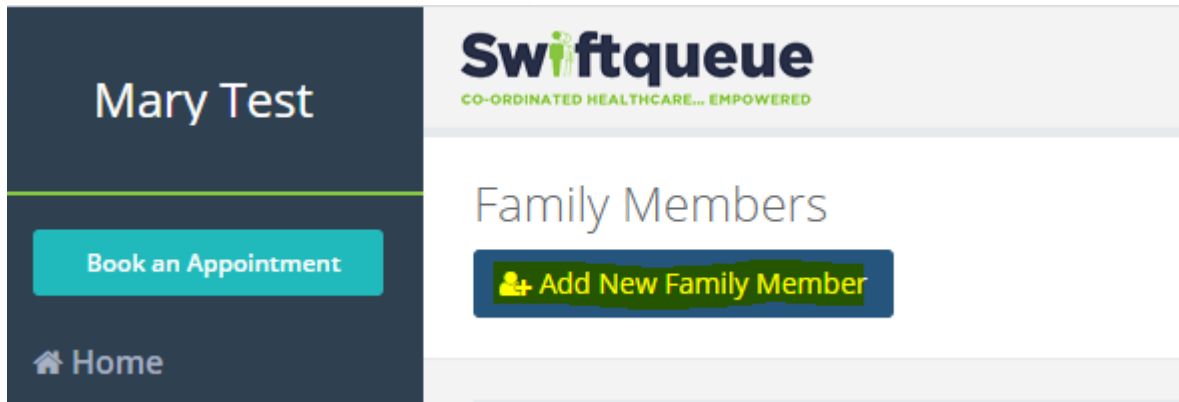 Mary Test
Book an Appointment
Home
Swiftqueue
CO-ORDINATED HEALTHCARE... EMPOWERED
Family Members
Add New Family Member